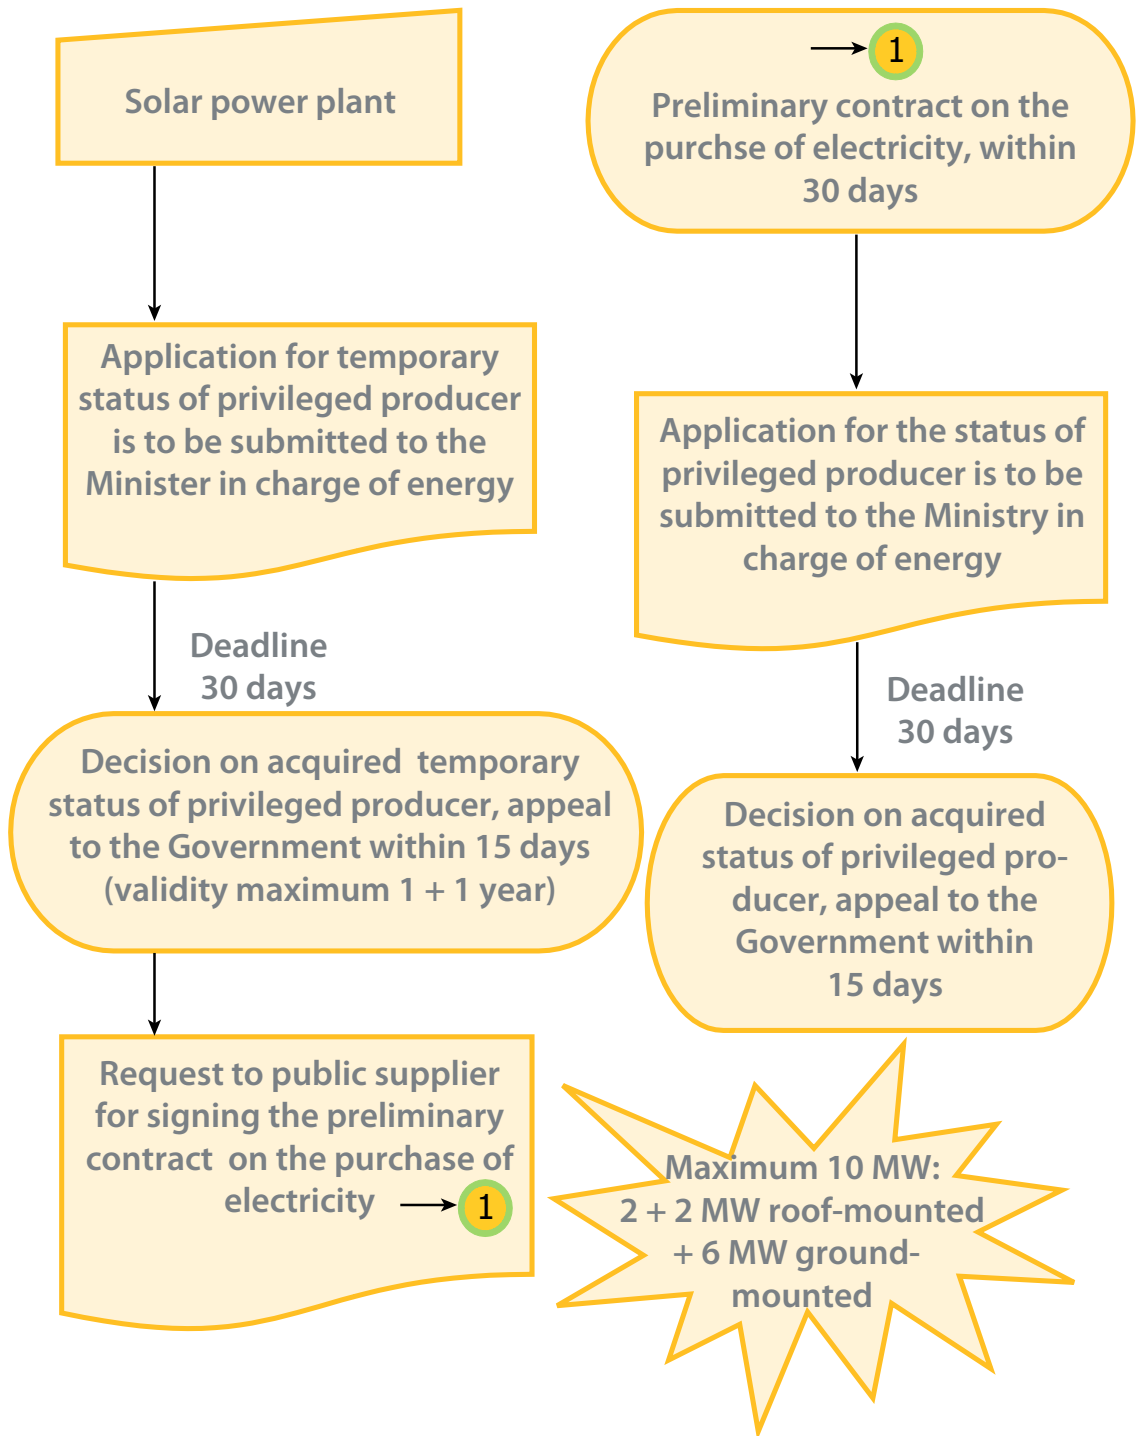 Solar power plant
Application for temporary
status of privileged producer
is to be submitted to the
Minister in charge of energy
Deadline
30 days
Decision on acquired temporary
status of privileged producer, appeal
to the Government within 15 days
(validity maximum 1 + 1 year)
Request to public supplier
for signing the preliminary
contract on the purchase of
electricity
1
1
Preliminary contract on the
purchse of electricity, within
30 days
Application for the status of
privileged producer is to be
submitted to the Ministry in
charge of energy
Deadline
30 days
Decision on acquired
status of privileged pro-
ducer, appeal to the
Government within
15 days
Maximum 10 MW:
2 + 2 MW roof-mounted
+ 6 MW ground-
mounted